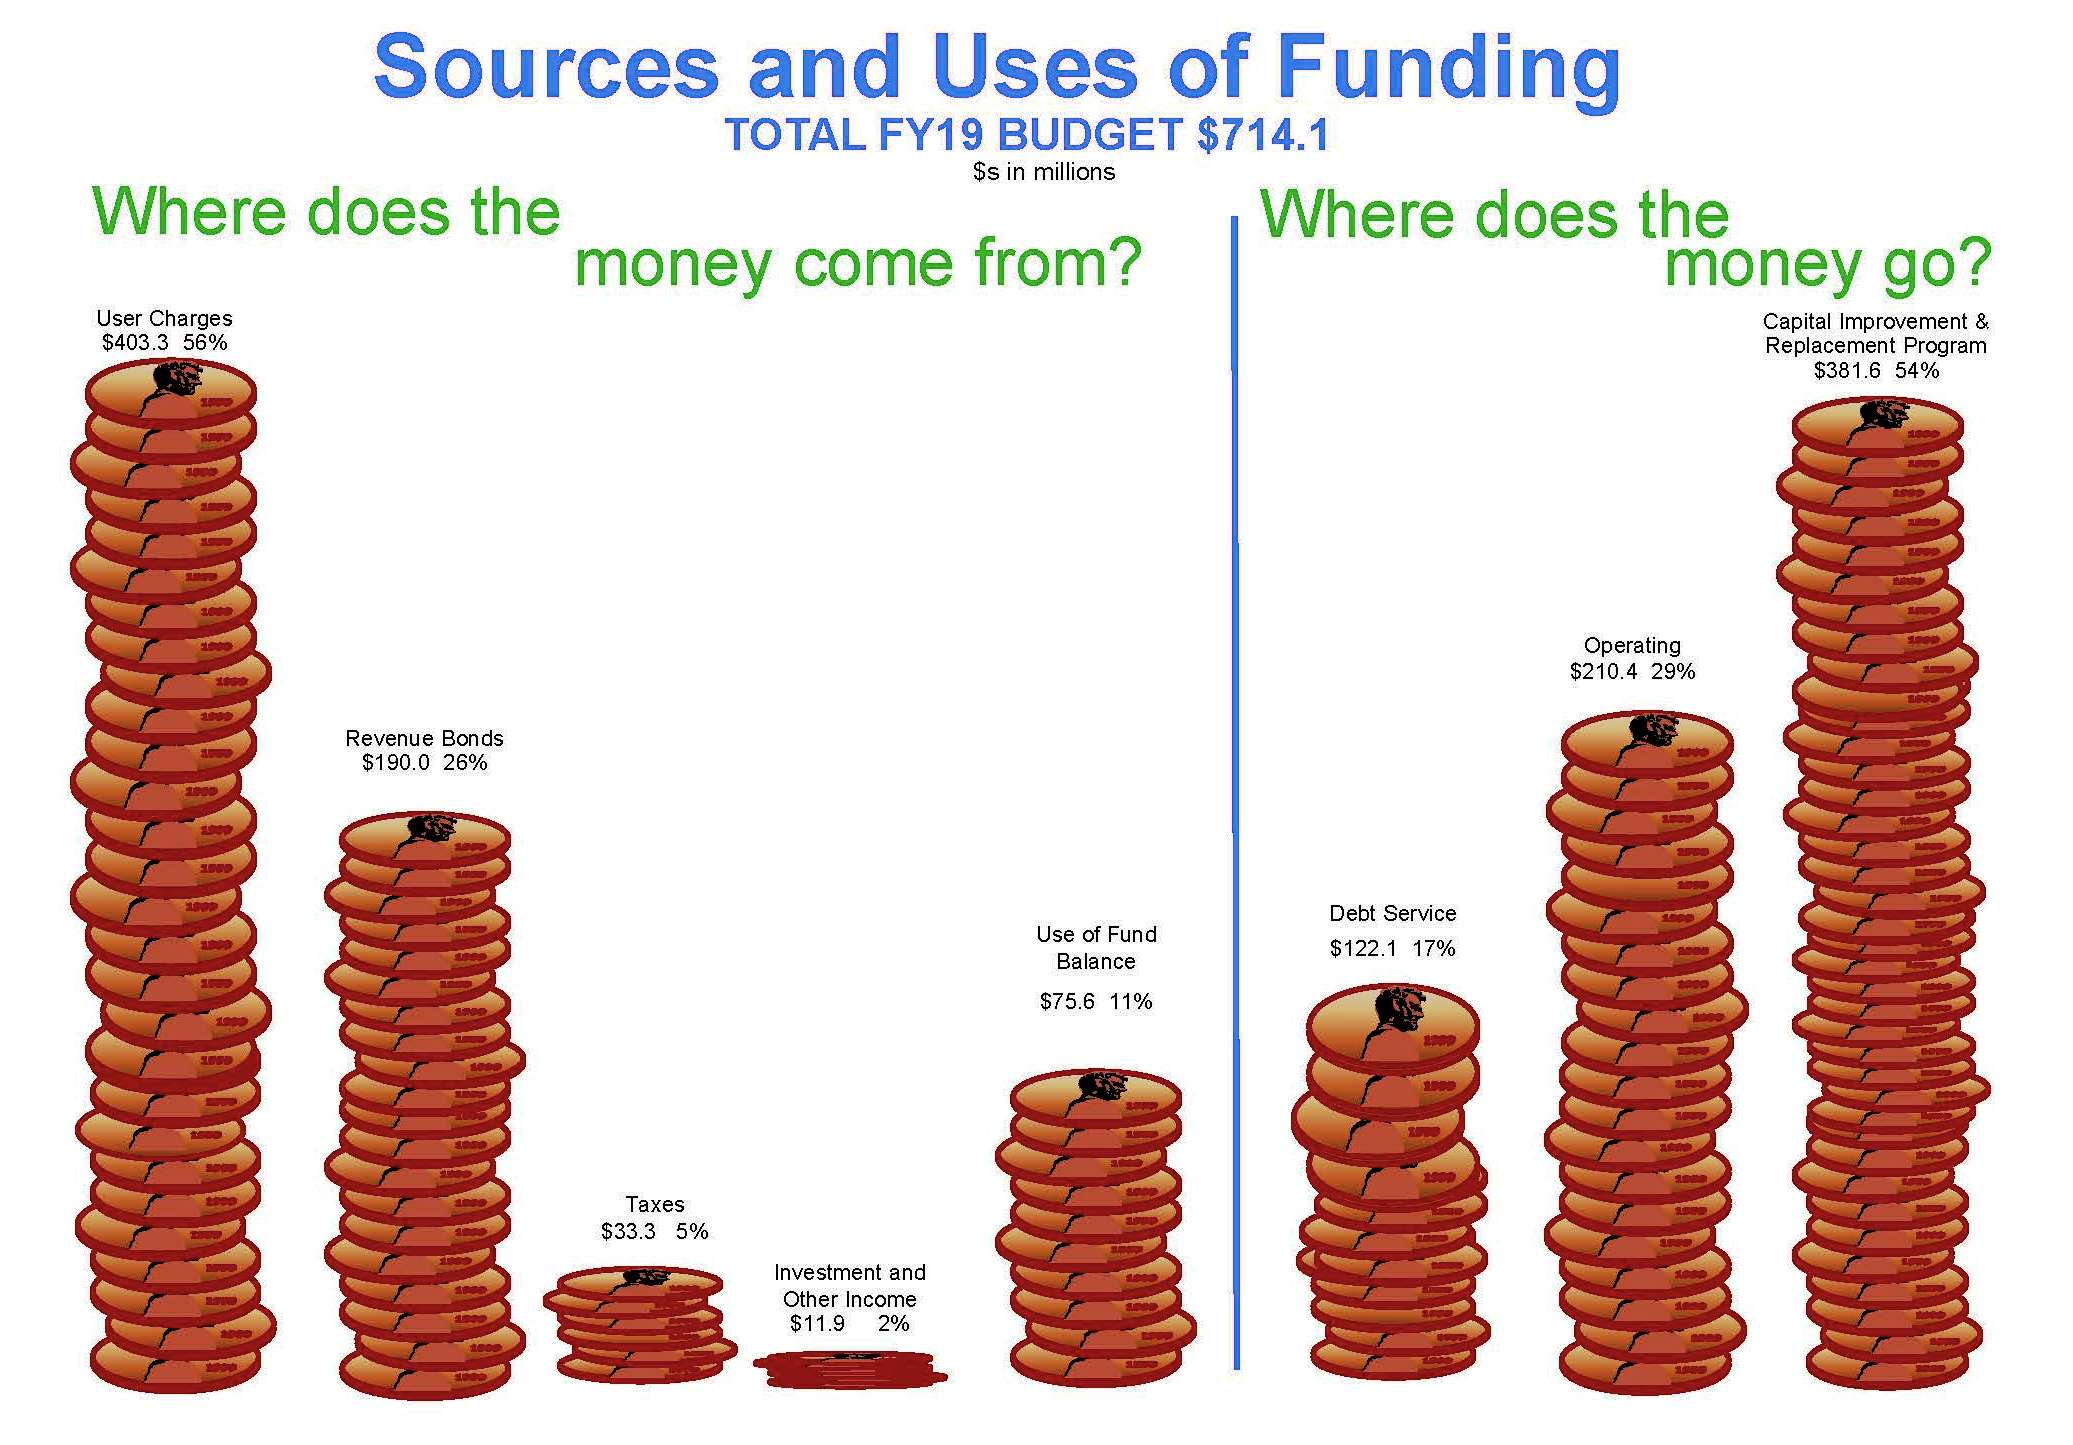 Sources and Uses of Funding
TOTAL FY19 BUDGET $714.1
$s in millions
Where does the
money come from?
User Charges
$403.3 56%
Revenue Bonds
$190.0 26%
Taxes
$33.3 5%
Investment and
Other Income
$11.9 2%
Use of Fund
Balance
$75.6 11%
Where does the
money go?
Debt Service
$122.1 17%
Operating
$210.4 29%
Capital Improvement &
Replacement Program
$381.6 54%